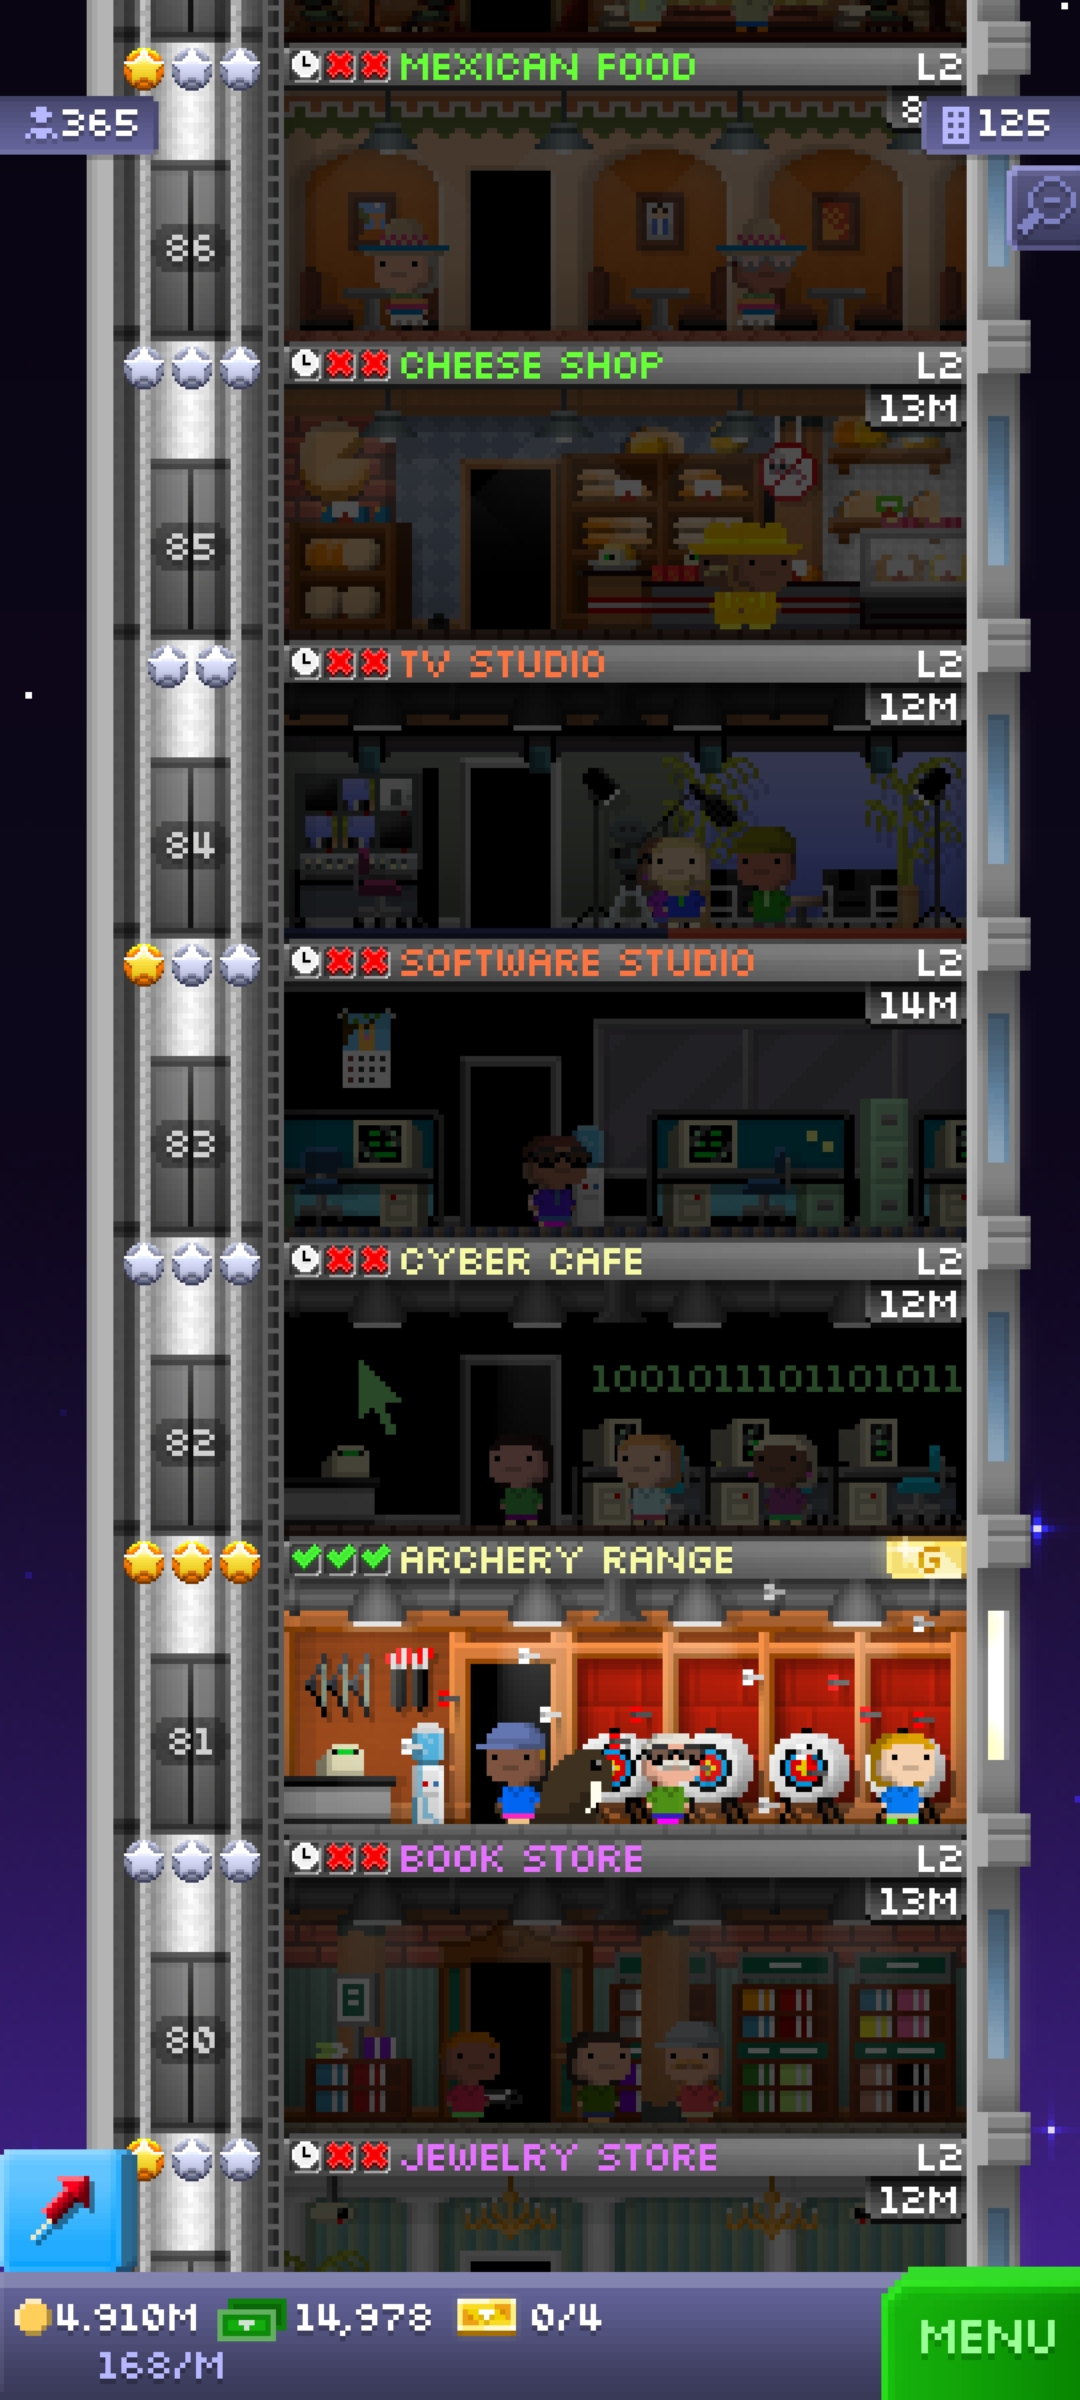 MEXICAN FOOD L2
365
8
125
86
CHEESE SHOP L2
13M
85
TV STUDIO L2
12M
84
SOFTWARE STUDIO L2
14M
83
CYBER CAFE L2
12M
100101110110101011
82
ARCHERY RANGE G
81
BOOK STORE L2
13M
80
JEWELRY STORE L2
12M
4.910M 14,978 0/4
168/M
MENU